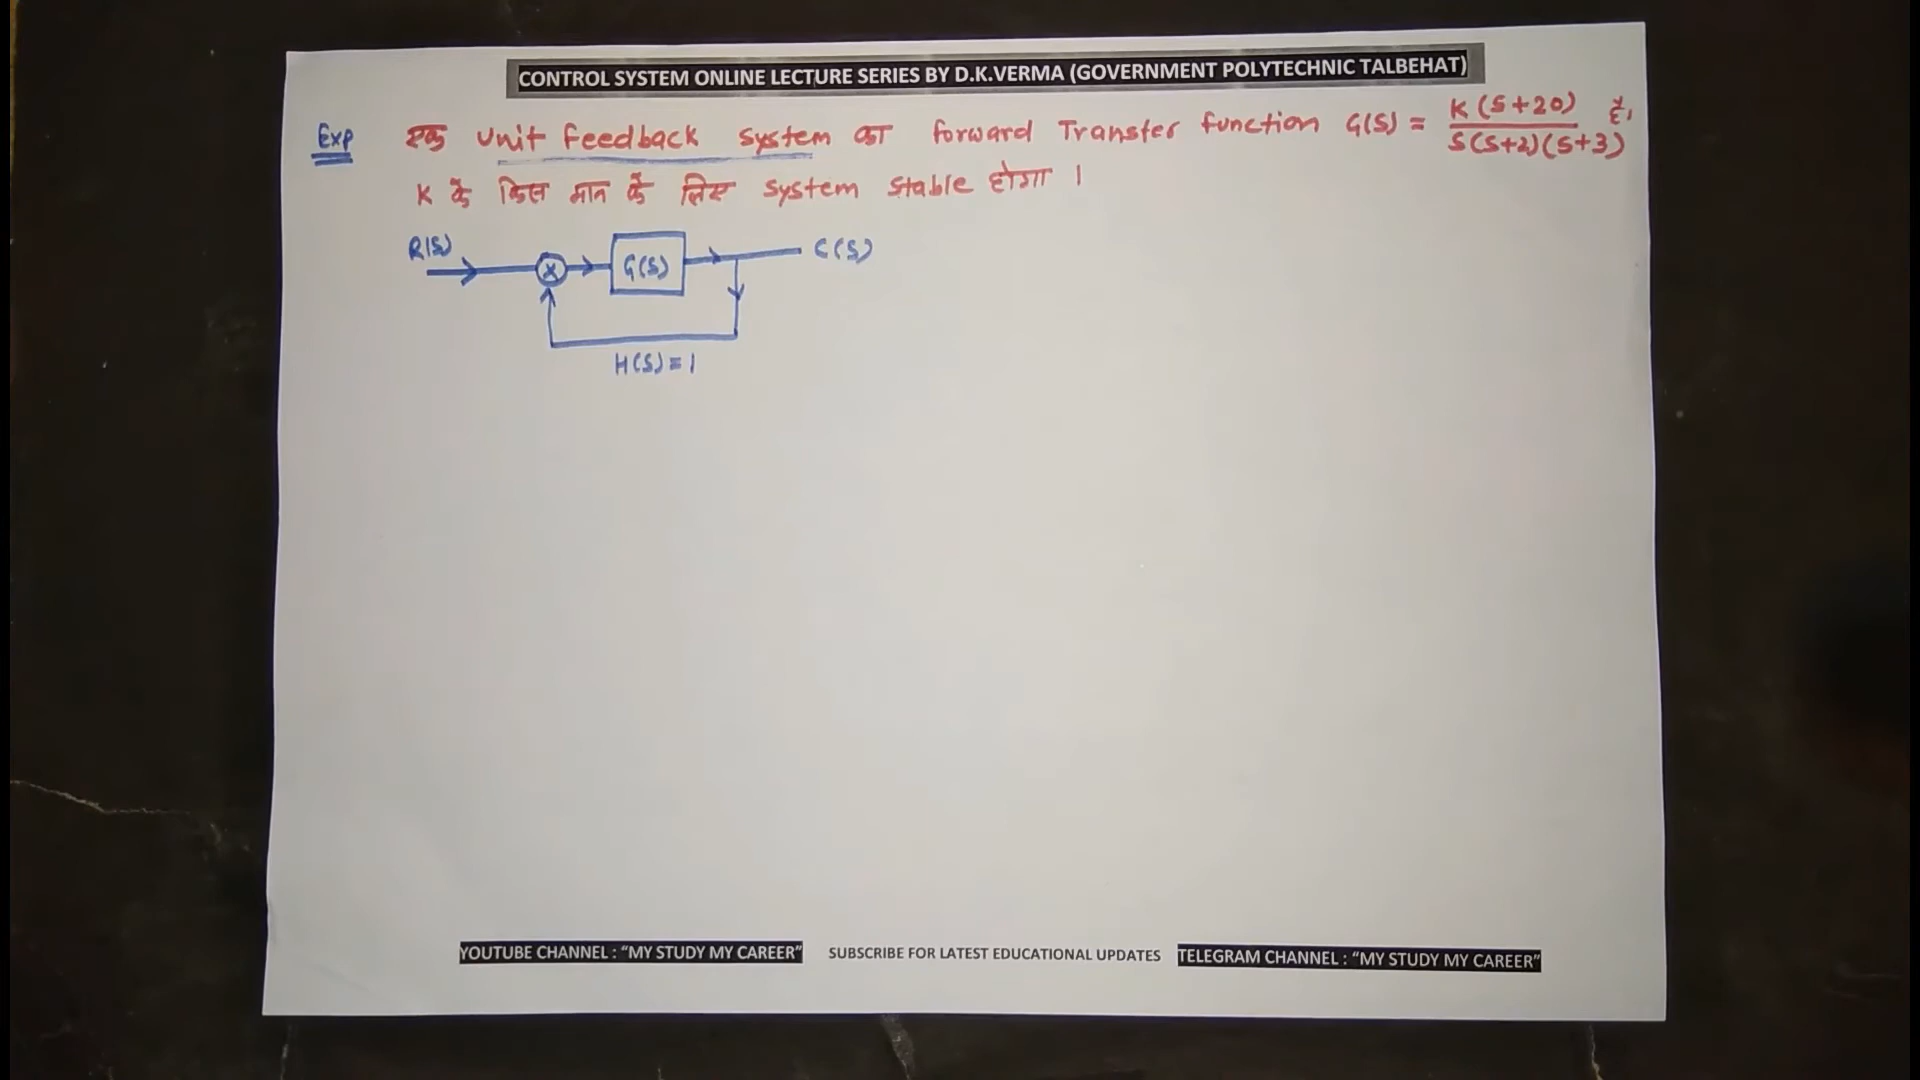 CONTROL SYSTEM ONLINE LECTURE SERIES BY D.K.VERMA (GOVERNMENT POLYTECHNIC TALBEHAT)
Exp एक Unit Feedback System का forward Transfer function G(S) = K(S+20) / S(S+2)(S+3) है,
K के किस मान के लिए System Stable होगा ।
R(S) X G(S) C(S)
H(S)=1
YOUTUBE CHANNEL : “MY STUDY MY CAREER” SUBSCRIBE FOR LATEST EDUCATIONAL UPDATES TELEGRAM CHANNEL : “MY STUDY MY CAREER”